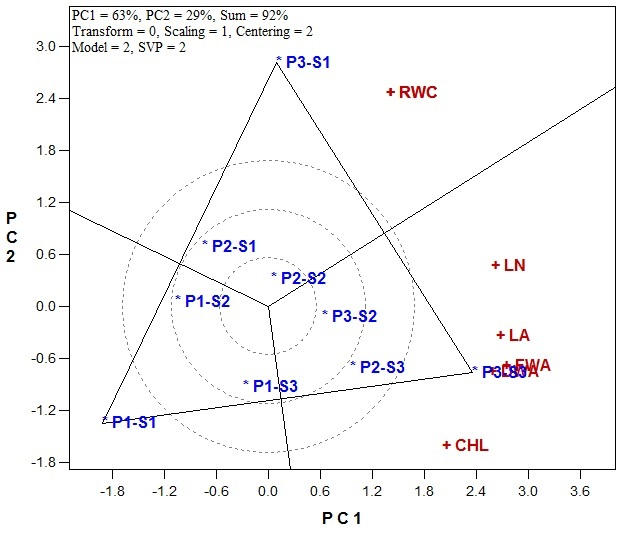 PC1 = 63%, PC2 = 29%, Sum = 92%
Transform = 0, Scaling = 1, Centering = 2
Model = 2, SVP = 2
3.0
P3-S1
2.4
RWC
1.8
1.2
P2-S1
0.6
P2-S2
LN
P1-S2
0.0
P3-S2
LA
-0.6
P2-S3
FWA
P3-S3
P1-S3
-1.2
P1-S1
CHL
-1.8
P
C
2
-1.8 -1.2 -0.6 0.0 0.6 1.2 1.8 2.4 3.0 3.6
P C 1